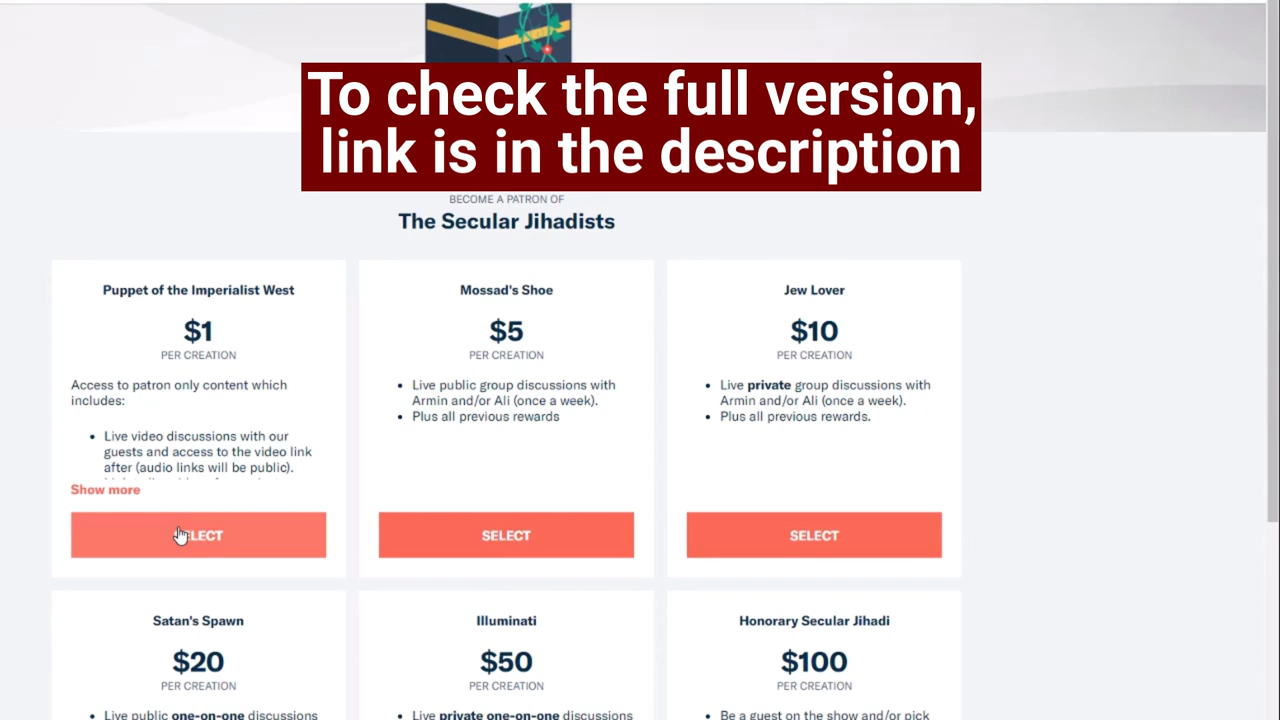 To check the full version,
link is in the description
BECOME A PATRON OF
The Secular Jihadists
Puppet of the Imperialist West
$1
PER CREATION
Access to patron only content which
includes:
• Live video discussions with our
guests and access to the video link
after (audio links will be public).
Show more
SELECT
Mossad's Shoe
$5
PER CREATION
• Live public group discussions with
Armin and/or Ali (once a week).
• Plus all previous rewards
SELECT
Jew Lover
$10
PER CREATION
• Live private group discussions with
Armin and/or Ali (once a week).
• Plus all previous rewards.
SELECT
Satan's Spawn
$20
PER CREATION
• Live public one-on-one discussions
Illuminati
$50
PER CREATION
• Live private one-on-one discussions
Honorary Secular Jihadi
$100
PER CREATION
• Be a guest on the show and/or pick